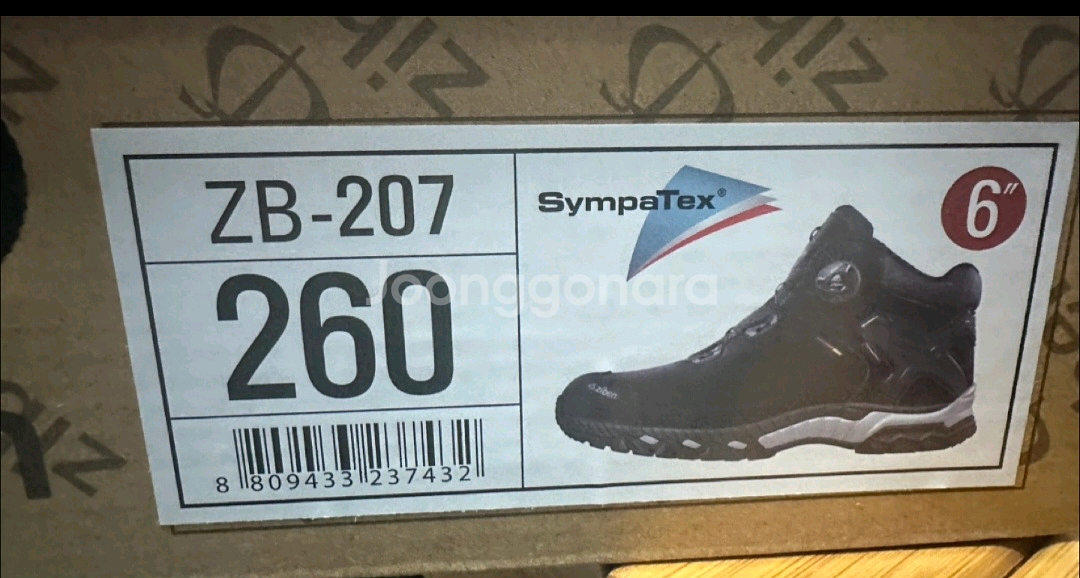 ZB-207
260
8 809433 237432
SympaTex®
6"
ziben
Joonggonara